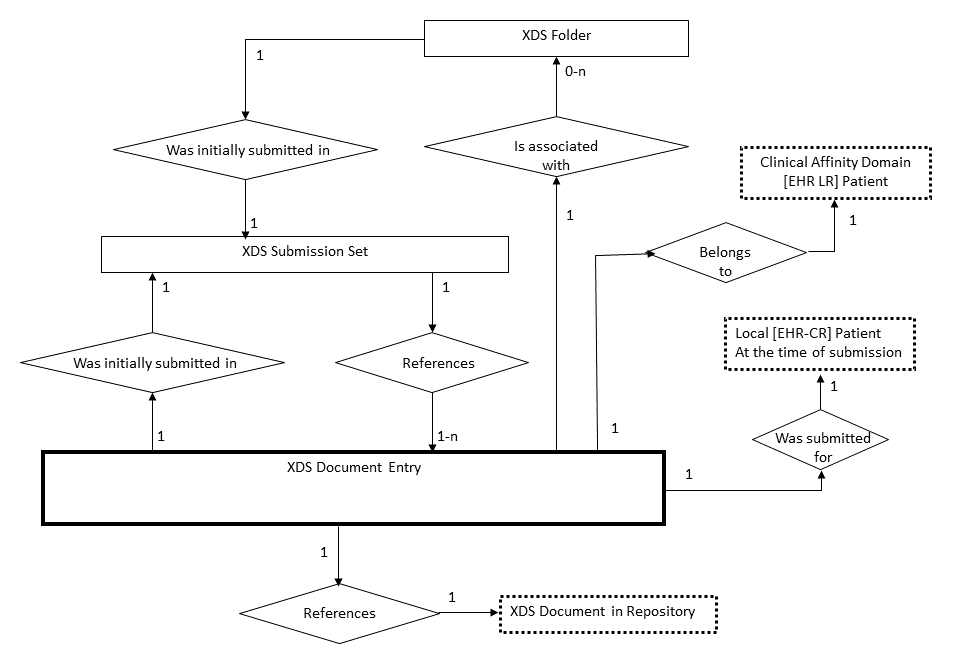 XDS Folder
1
0-n
Was initially submitted in
Is associated
with
Clinical Affinity Domain
[EHR LR] Patient
1
1
1
XDS Submission Set
Belongs
to
1
1
Local [EHR-CR] Patient
At the time of submission
Was initially submitted in
References
1
1
1-n
1
Was submitted
for
XDS Document Entry
1
1
References
1
XDS Document in Repository